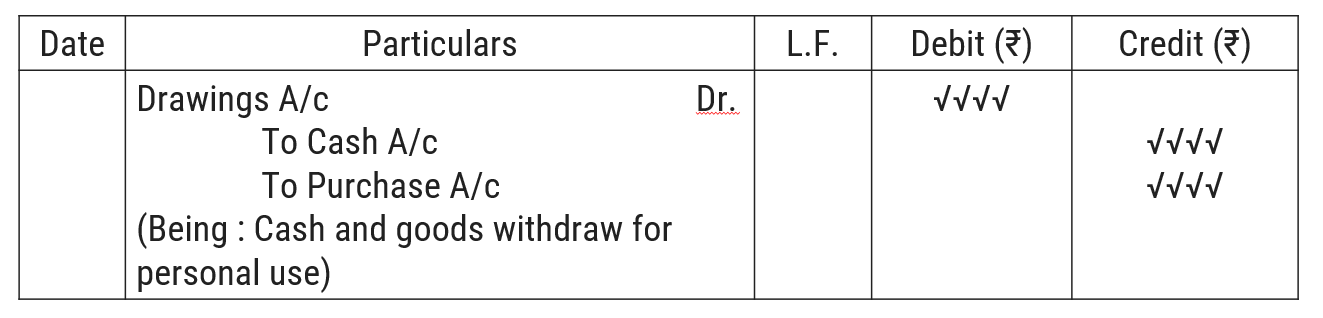 Date Particulars L.F. Debit (₹) Credit (₹)
Drawings A/c Dr. √√√√
To Cash A/c √√√√
To Purchase A/c √√√√
(Being : Cash and goods withdraw for
personal use)